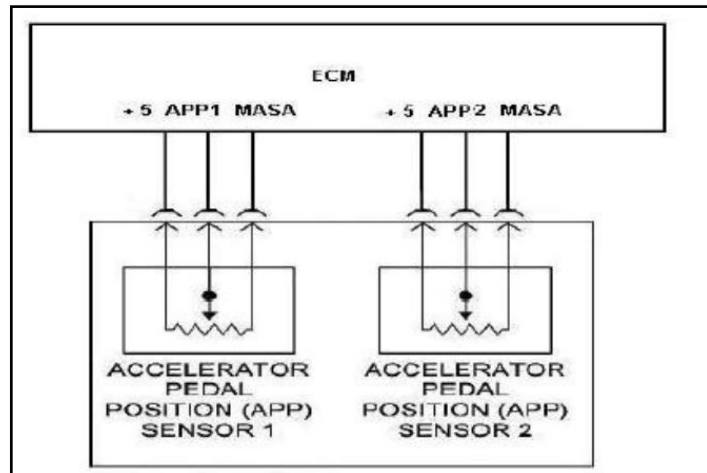 ECM
+ 5 APP1 MASA + 5 APP2 MASA
ACCELERATOR
PEDAL
POSITION (APP)
SENSOR 1
ACCELERATOR
PEDAL
POSITION (APP)
SENSOR 2